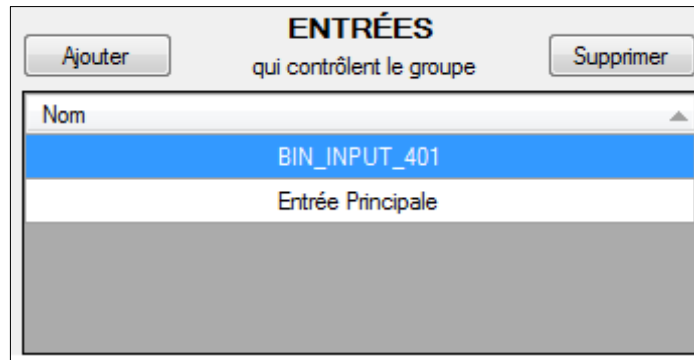 ENTRÉES
Ajouter
qui contrôlent le groupe
Supprimer
Nom
BIN_INPUT_401
Entrée Principale